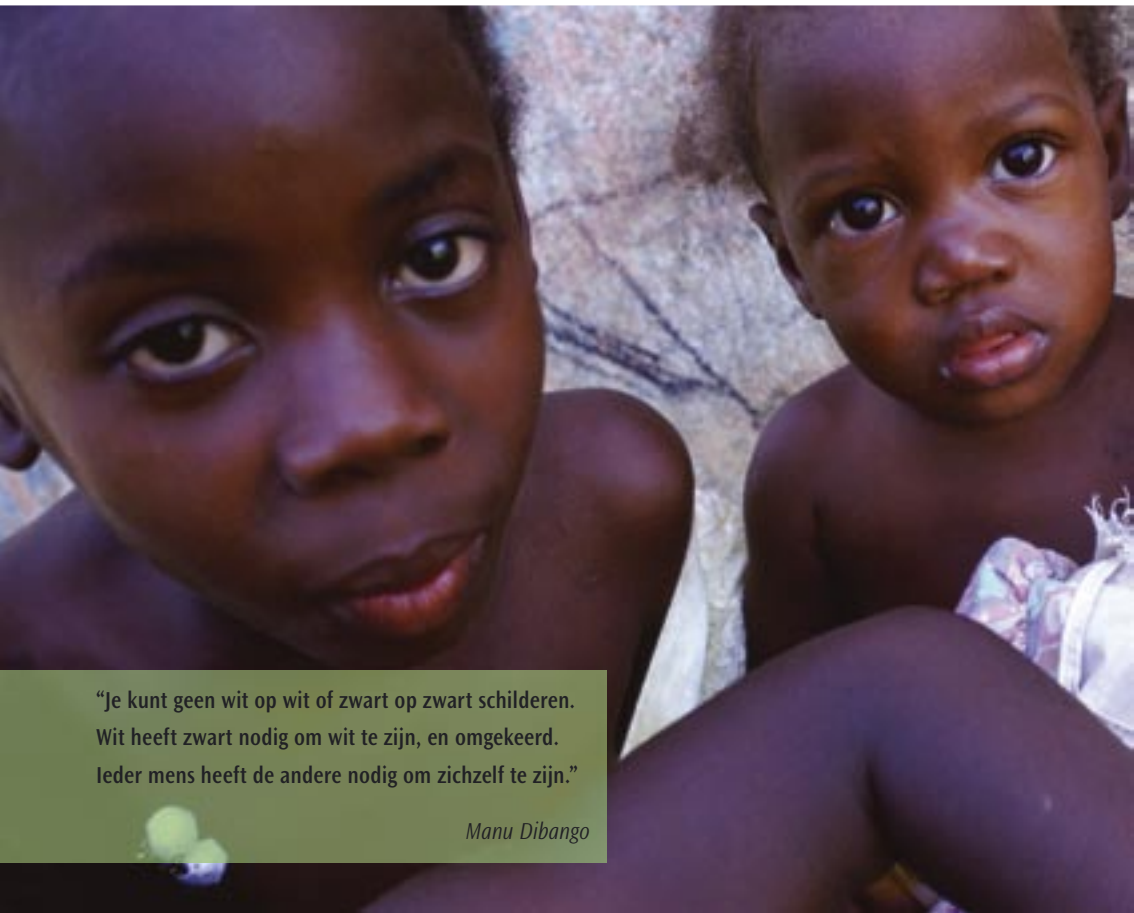 “Je kunt geen wit op wit of zwart op zwart schilderen.
Wit heeft zwart nodig om wit te zijn, en omgekeerd.
Ieder mens heeft de andere nodig om zichzelf te zijn.”
Manu Dibango